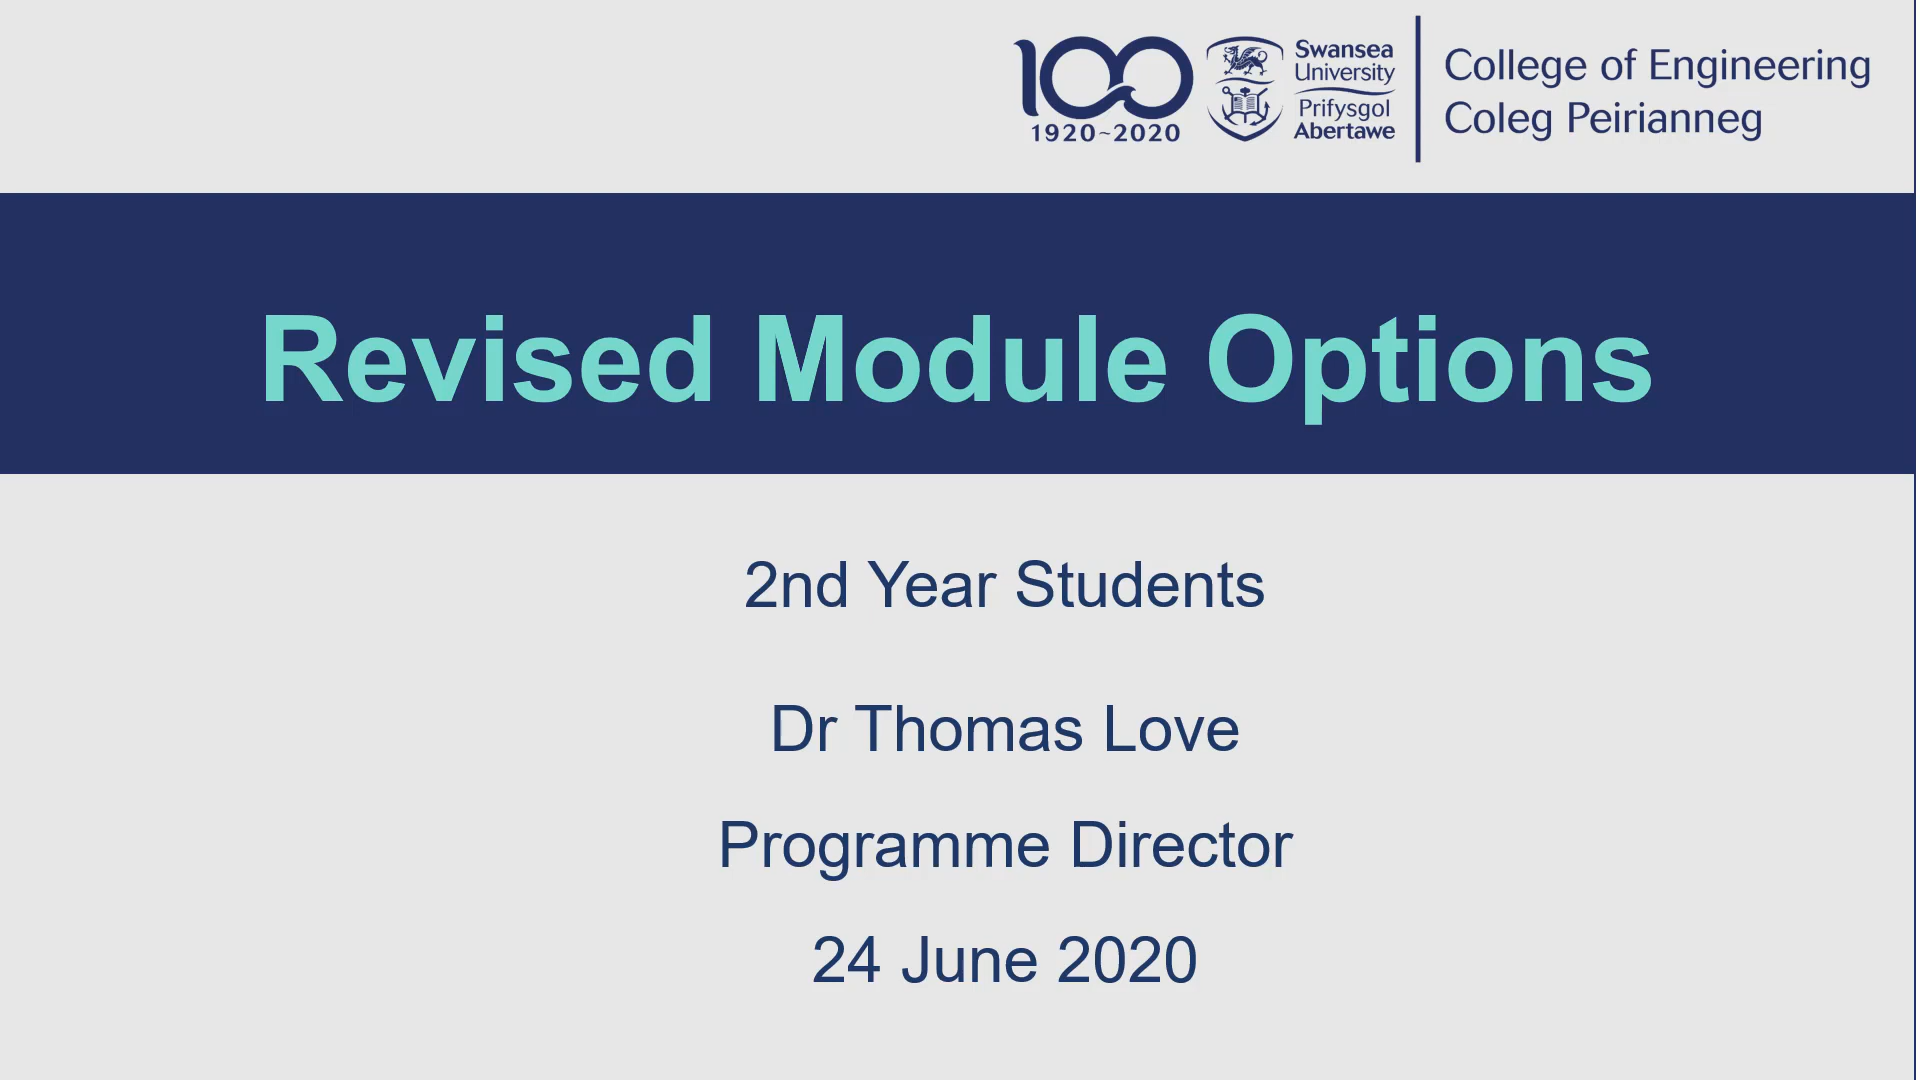 100
1920~2020
Swansea
University
Prifysgol
Abertawe
College of Engineering
Coleg Peirianneg
Revised Module Options
2nd Year Students
Dr Thomas Love
Programme Director
24 June 2020